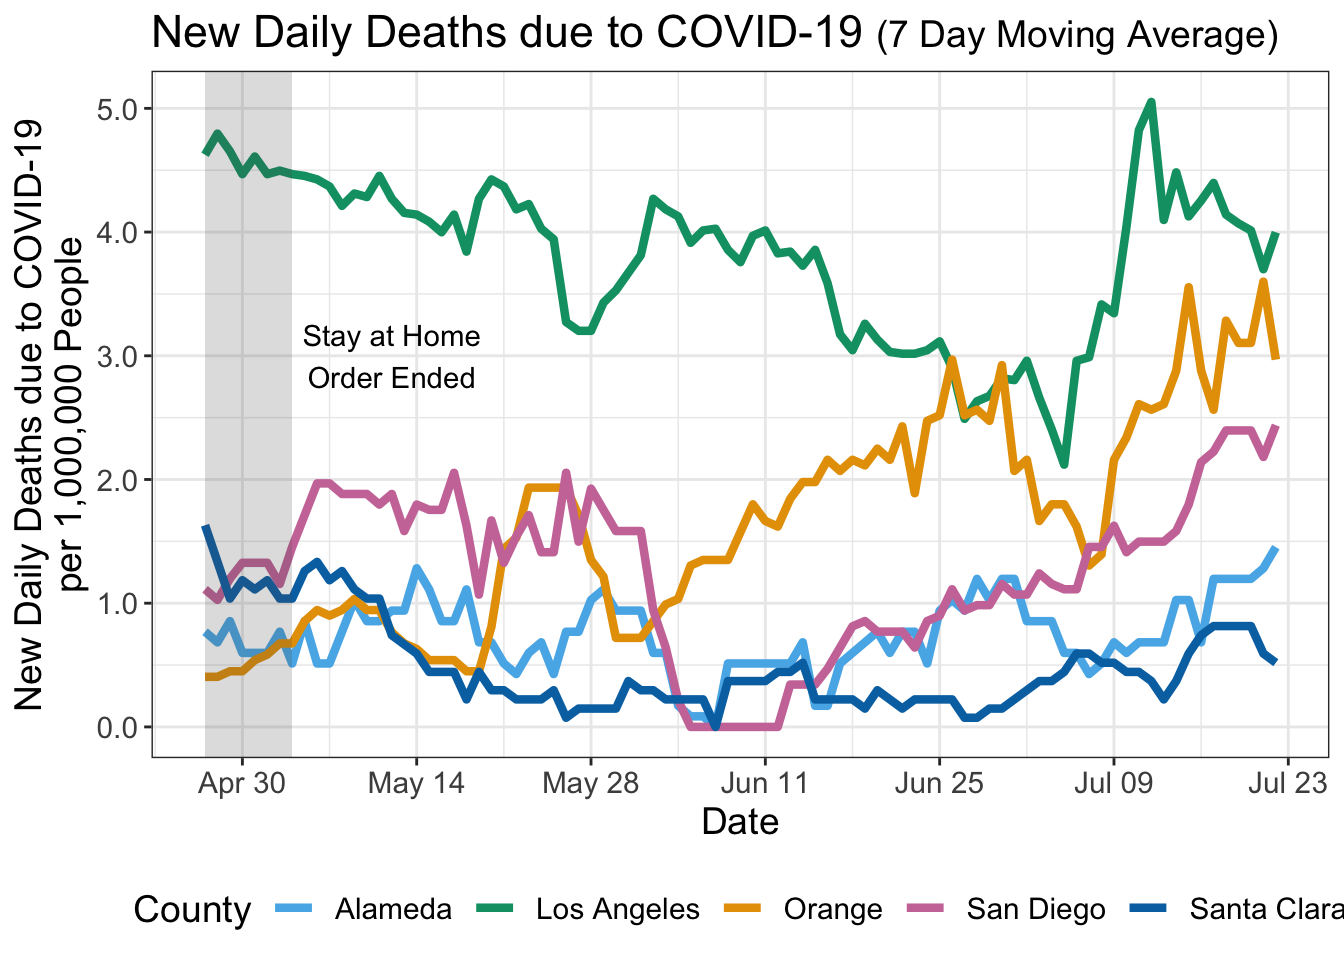 New Daily Deaths due to COVID-19 (7 Day Moving Average)
New Daily Deaths due to COVID-19
per 1,000,000 People
5.0
4.0
3.0
2.0
1.0
0.0
Stay at Home
Order Ended
Apr 30 May 14 May 28 Jun 11 Jun 25 Jul 09 Jul 23
Date
County Alameda Los Angeles Orange San Diego Santa Clara